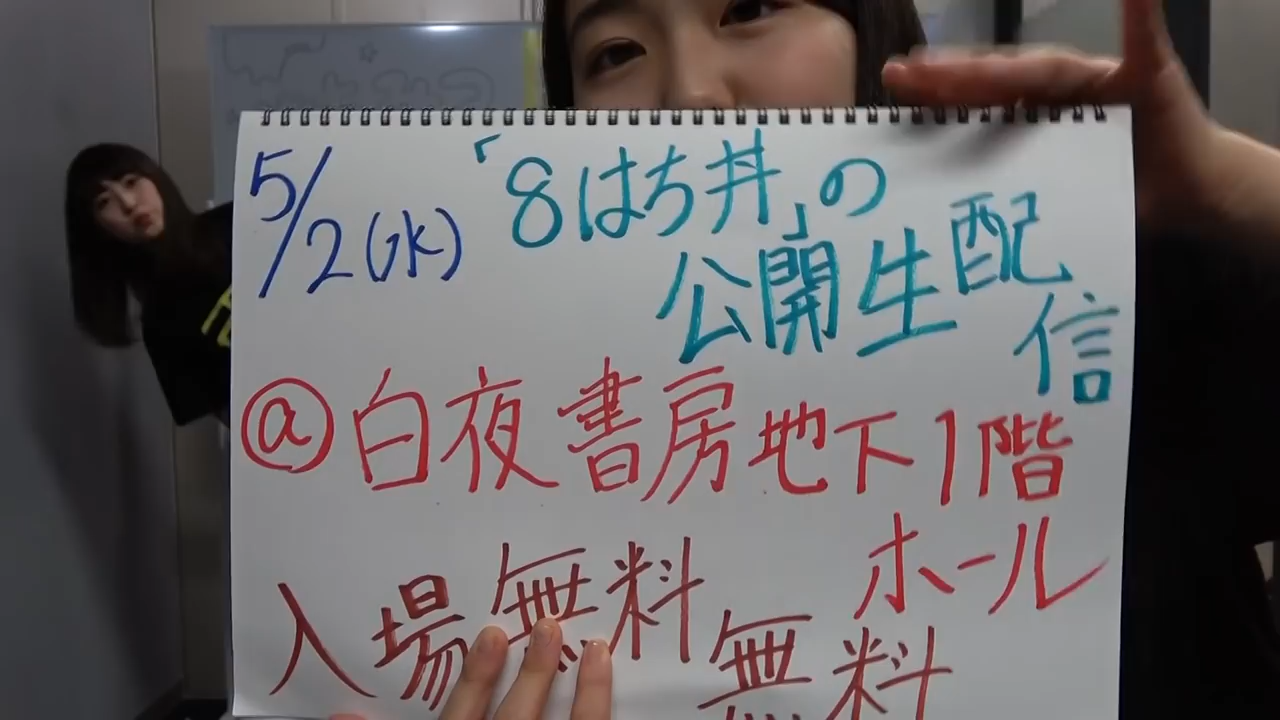 5/2(水)
「8はち丼」の
公開生配信
@白夜書房地下1階
ホール
入場無料
無料